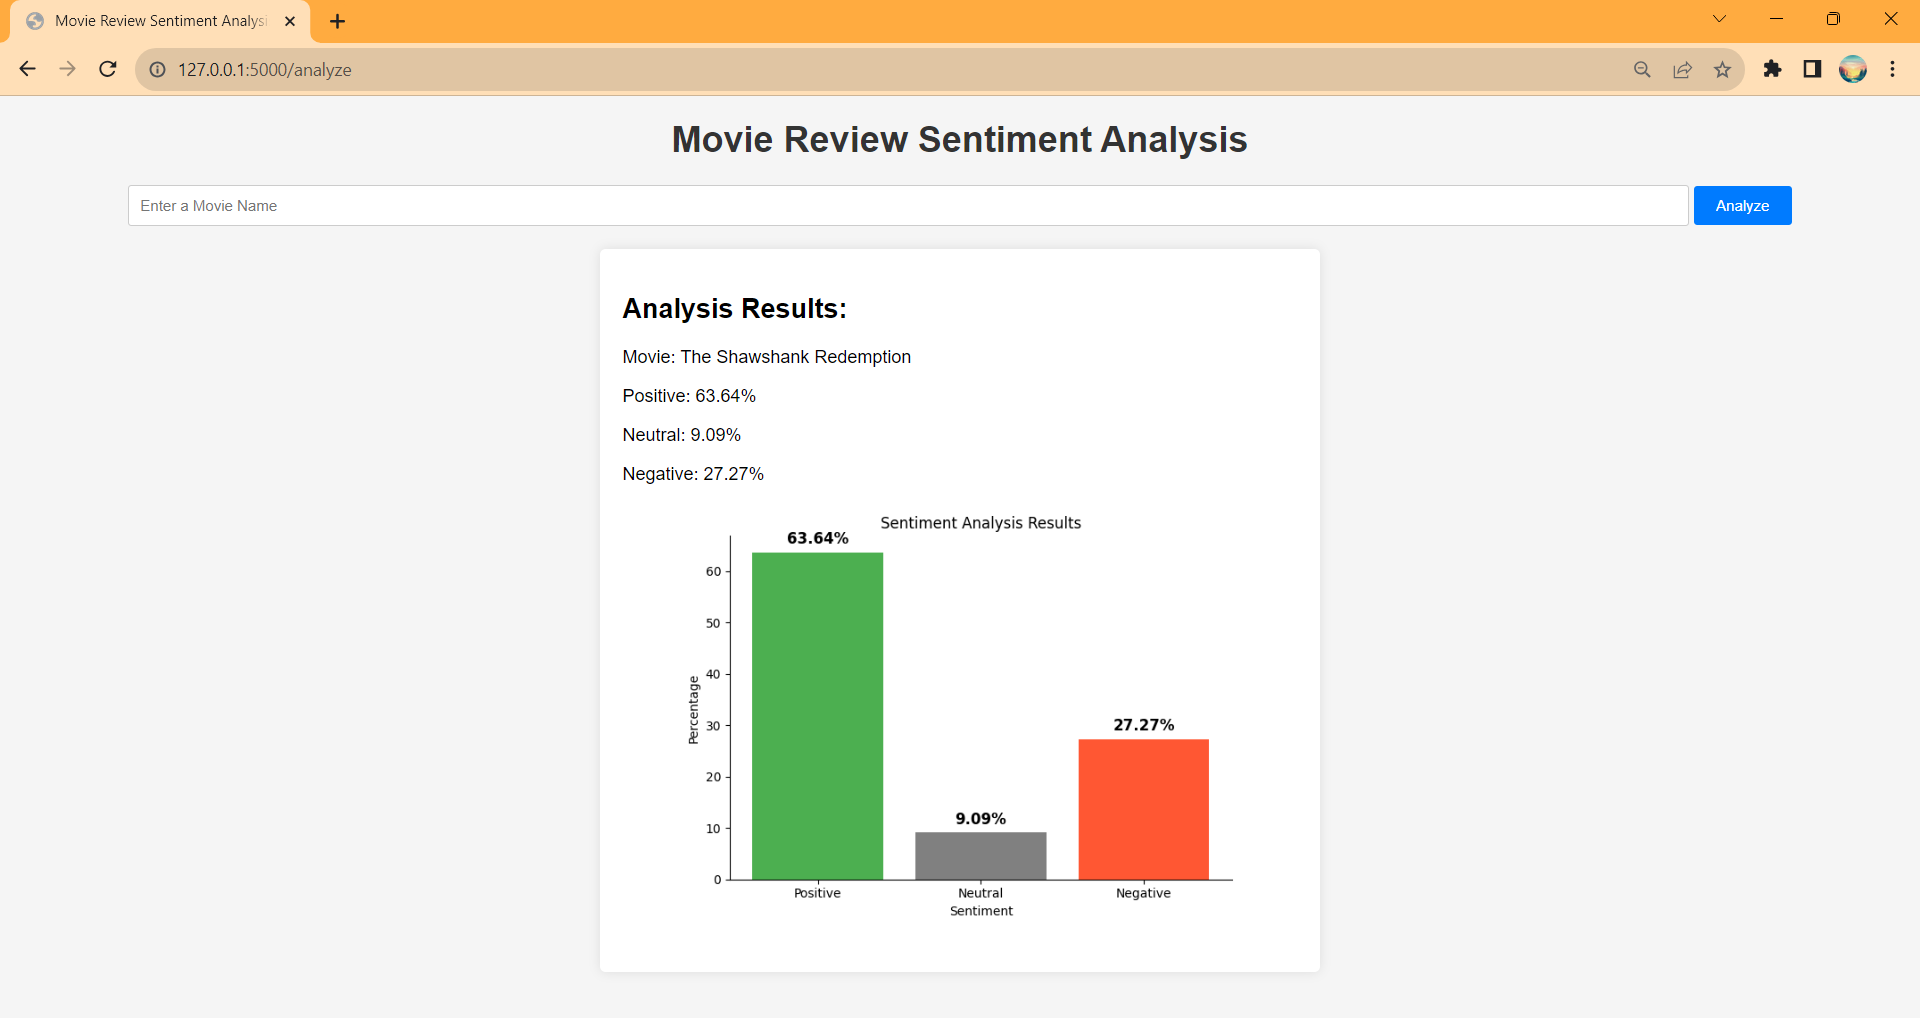 Movie Review Sentiment Analysi
127.0.0.1:5000/analyze
Movie Review Sentiment Analysis
Enter a Movie Name
Analyze
Analysis Results:
Movie: The Shawshank Redemption
Positive: 63.64%
Neutral: 9.09%
Negative: 27.27%
Sentiment Analysis Results
63.64%
60
50
40
30
20
10
0
Percentage
27.27%
9.09%
Positive
Neutral
Negative
Sentiment